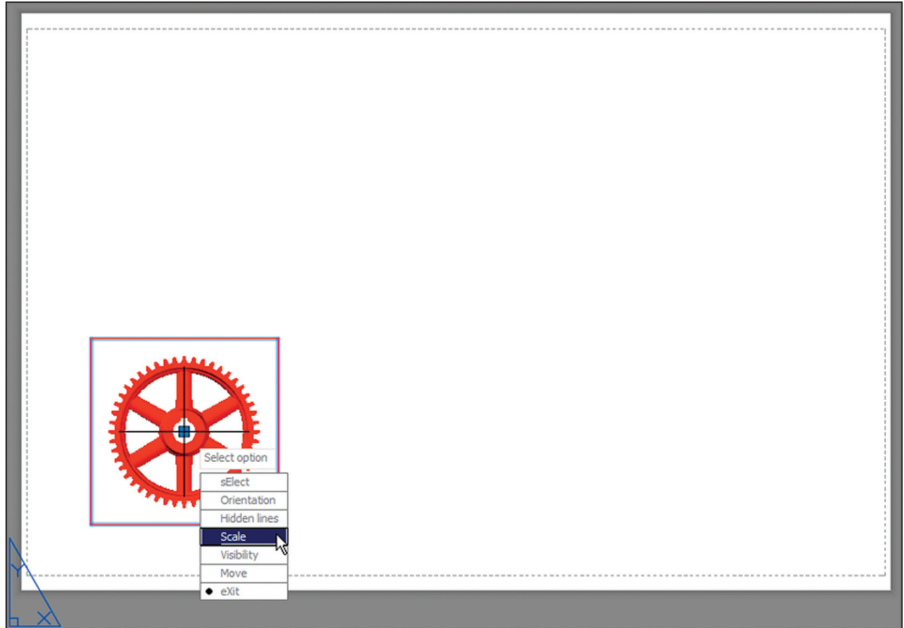 Select option
sElect
Orientation
Hidden lines
Scale
Visibility
Move
eXit
Y
X